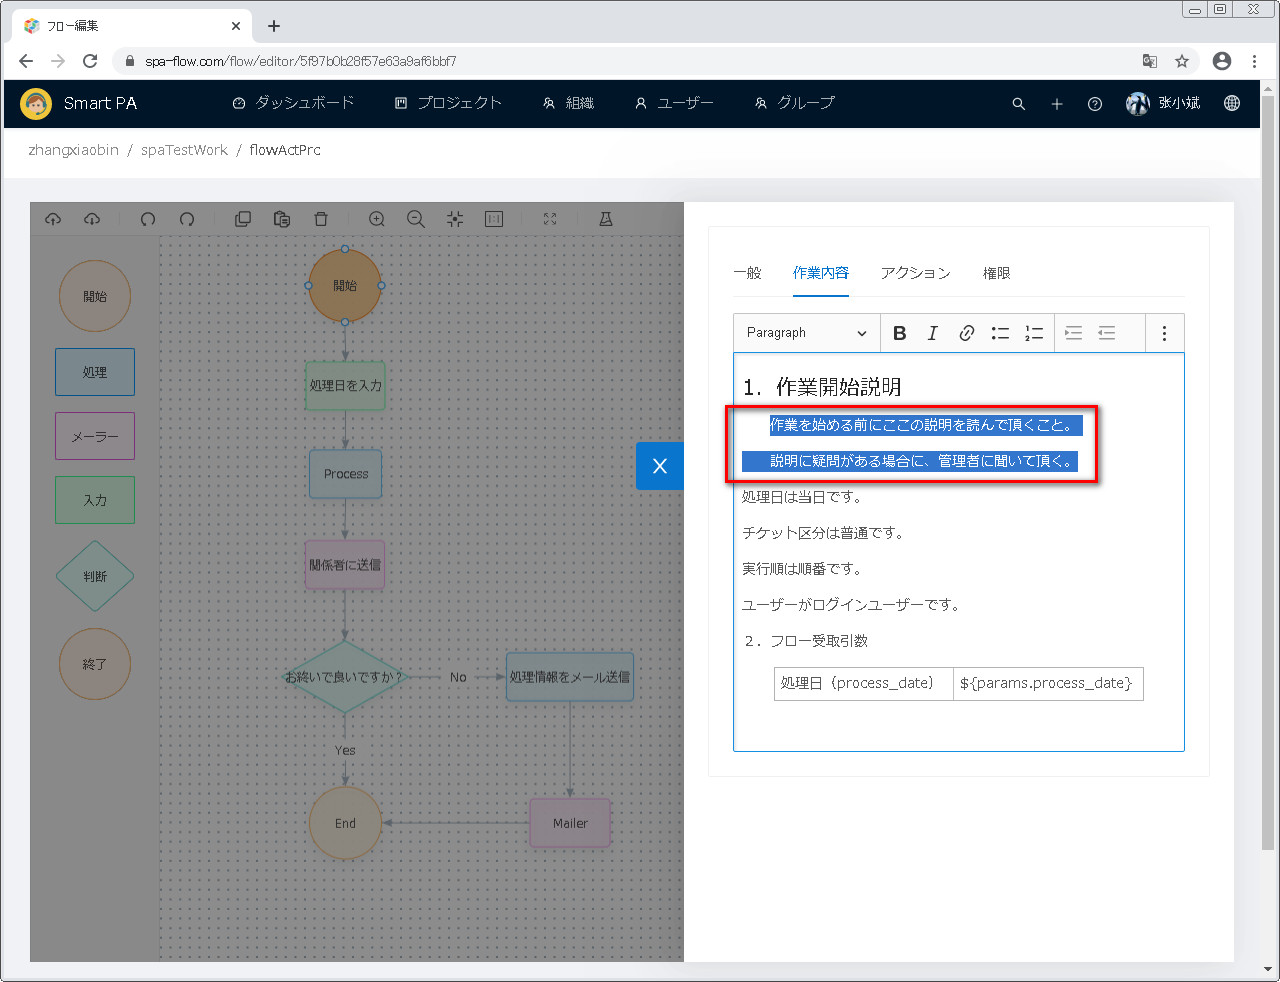 フロー編集
spa-flow.com/flow/editor/5f97b0b28f57e63a9af6bbf7
Smart PA
ダッシュボード
プロジェクト
組織
ユーザー
グループ
张小斌
zhangxiaobin / spaTestWork / flowActPrc
開始
処理
メーラー
入力
判断
終了
開始
処理日を入力
Process
関係者に送信
お終いで良いですか？
No
処理情報をメール送信
Yes
End
Mailer
一般
作業内容
アクション
権限
Paragraph
1. 作業開始説明
作業を始める前にここの説明を読んで頂くこと。
説明に疑問がある場合に、管理者に聞いて頂く。
処理日は当日です。
チケット区分は普通です。
実行順は順番です。
ユーザーがログインユーザーです。
２．フロー受取引数
処理日（process_date） ${params.process_date}